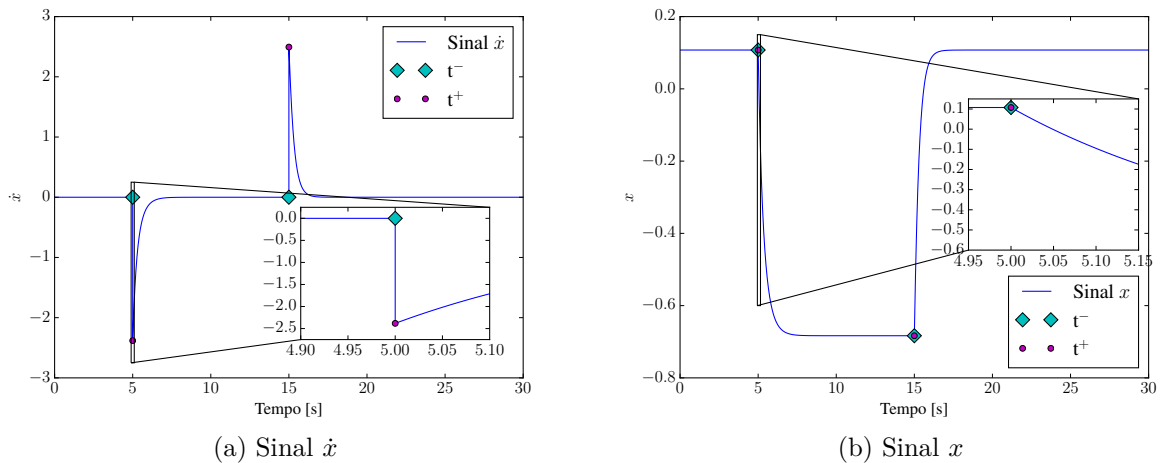 3
2
1
0
−1
−2
−3
ẋ
Sinal ẋ
t⁻
t⁺
0.0
−0.5
−1.0
−1.5
−2.0
−2.5
4.90 4.95 5.00 5.05 5.10
0 5 10 15 20 25 30
Tempo [s]
(a) Sinal ẋ
0.2
0.0
−0.2
−0.4
−0.6
−0.8
x
0.1
0.0
−0.1
−0.2
−0.3
−0.4
−0.5
−0.6
4.95 5.00 5.05 5.10 5.15
Sinal x
t⁻
t⁺
0 5 10 15 20 25 30
Tempo [s]
(b) Sinal x